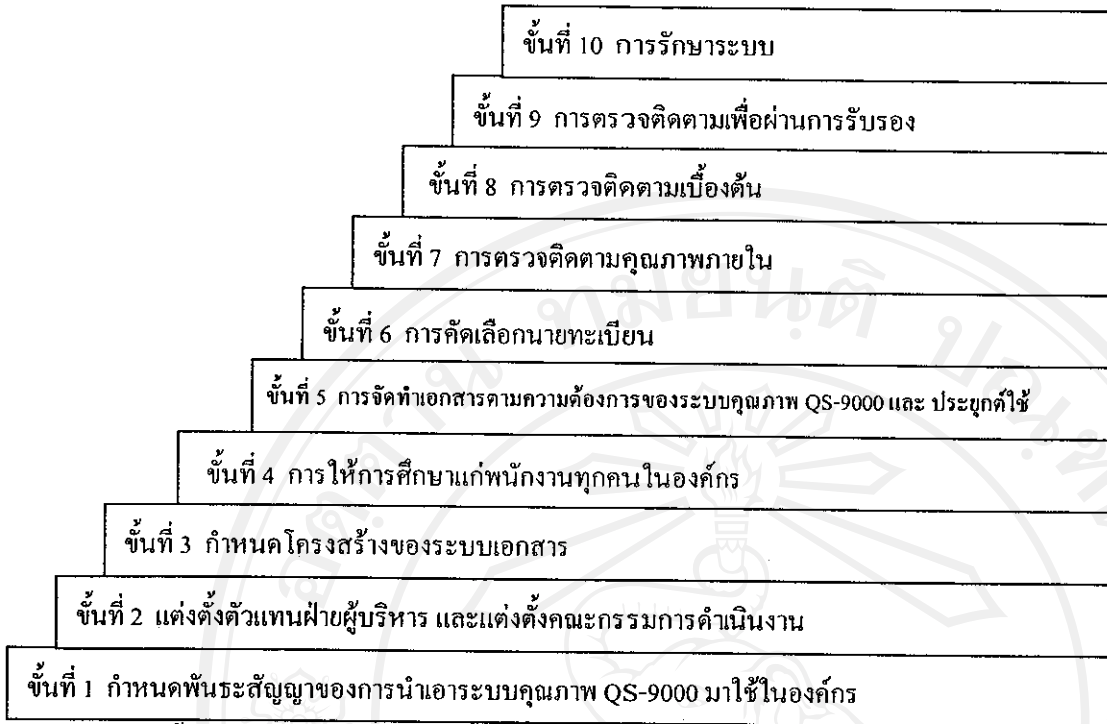 ขั้นที่ 10 การรักษาระบบ
ขั้นที่ 9 การตรวจติดตามเพื่อผ่านการรับรอง
ขั้นที่ 8 การตรวจติดตามเบื้องต้น
ขั้นที่ 7 การตรวจติดตามคุณภาพภายใน
ขั้นที่ 6 การคัดเลือกนายทะเบียน
ขั้นที่ 5 การจัดทำเอกสารตามความต้องการของระบบคุณภาพ QS-9000 และ ประยุกต์ใช้
ขั้นที่ 4 การให้การศึกษาแก่พนักงานทุกคนในองค์กร
ขั้นที่ 3 กำหนดโครงสร้างของระบบเอกสาร
ขั้นที่ 2 แต่งตั้งตัวแทนฝ่ายผู้บริหาร และแต่งตั้งคณะกรรมการดำเนินงาน
ขั้นที่ 1 กำหนดพันธะสัญญาของการนำเอาระบบคุณภาพ QS-9000 มาใช้ในองค์กร